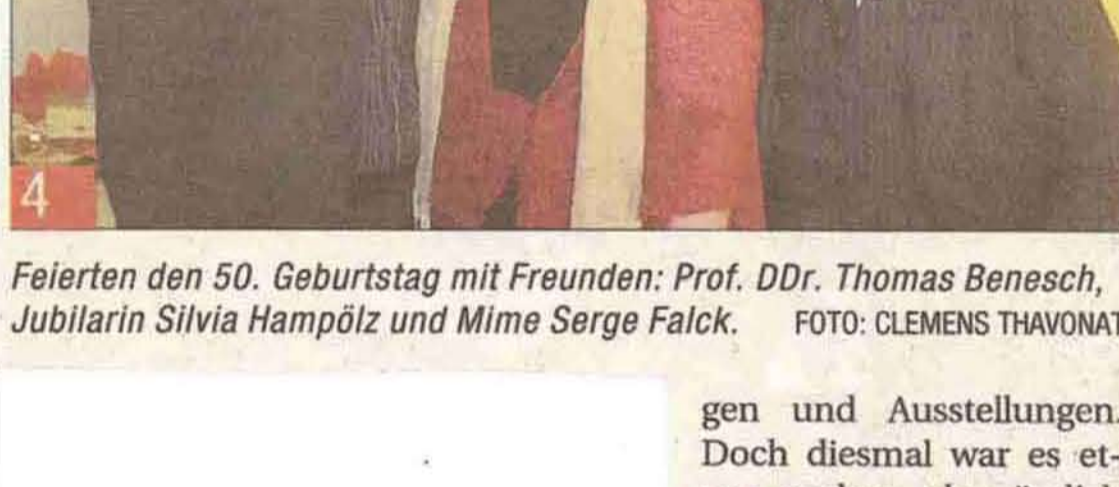 4
Feierten den 50. Geburtstag mit Freunden: Prof. DDr. Thomas Benesch,
Jubilarin Silvia Hampölz und Mime Serge Falck. FOTO: CLEMENS THAVONAT
gen und Ausstellungen.
Doch diesmal war es et-